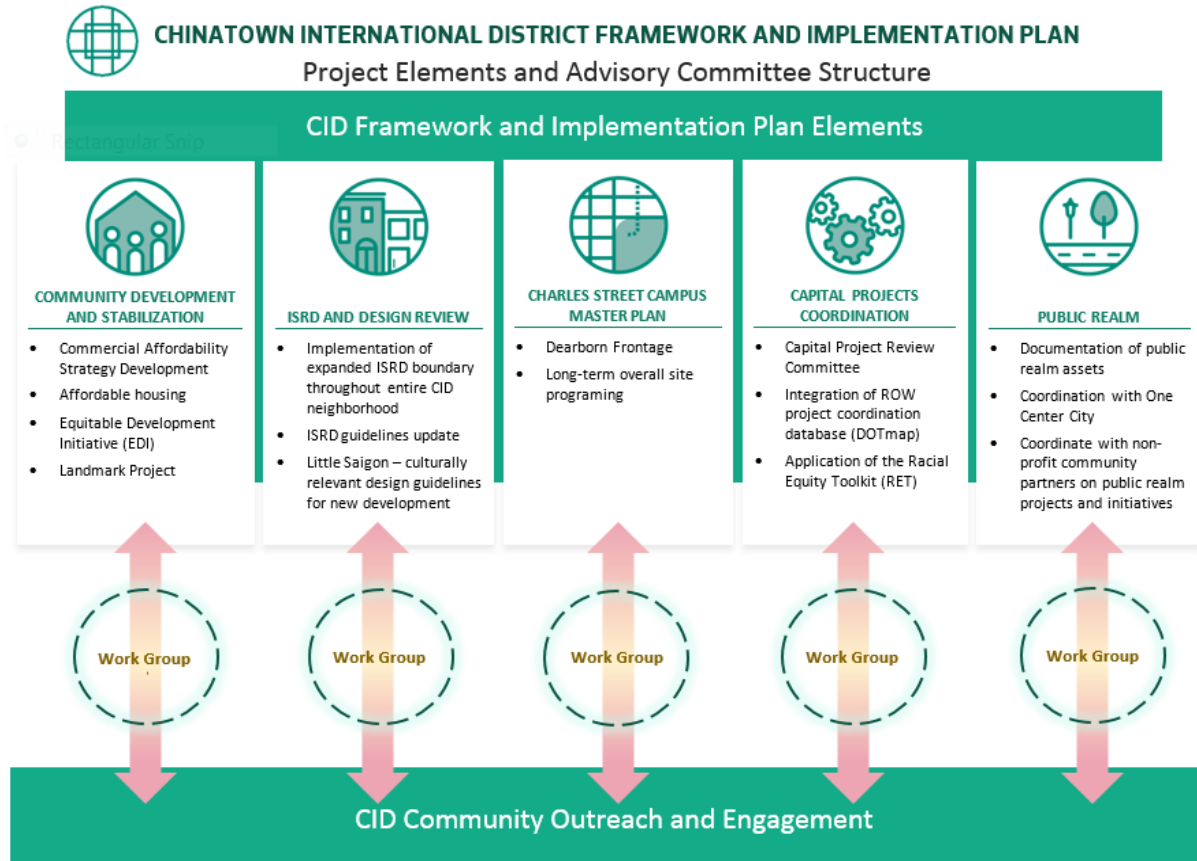 CHINATOWN INTERNATIONAL DISTRICT FRAMEWORK AND IMPLEMENTATION PLAN
Project Elements and Advisory Committee Structure
CID Framework and Implementation Plan Elements
Rectangular Snip
COMMUNITY DEVELOPMENT
AND STABILIZATION
• Commercial Affordability
Strategy Development
• Affordable housing
• Equitable Development
Initiative (EDI)
• Landmark Project
ISRD AND DESIGN REVIEW
• Implementation of
expanded ISRD boundary
throughout entire CID
neighborhood
• ISRD guidelines update
• Little Saigon – culturally
relevant design guidelines
for new development
CHARLES STREET CAMPUS
MASTER PLAN
• Dearborn Frontage
• Long-term overall site
programing
CAPITAL PROJECTS
COORDINATION
• Capital Project Review
Committee
• Integration of ROW
project coordination
database (DOTmap)
• Application of the Racial
Equity Toolkit (RET)
PUBLIC REALM
• Documentation of public
realm assets
• Coordination with One
Center City
• Coordinate with non-
profit community
partners on public realm
projects and initiatives
Work Group
Work Group
Work Group
Work Group
Work Group
CID Community Outreach and Engagement